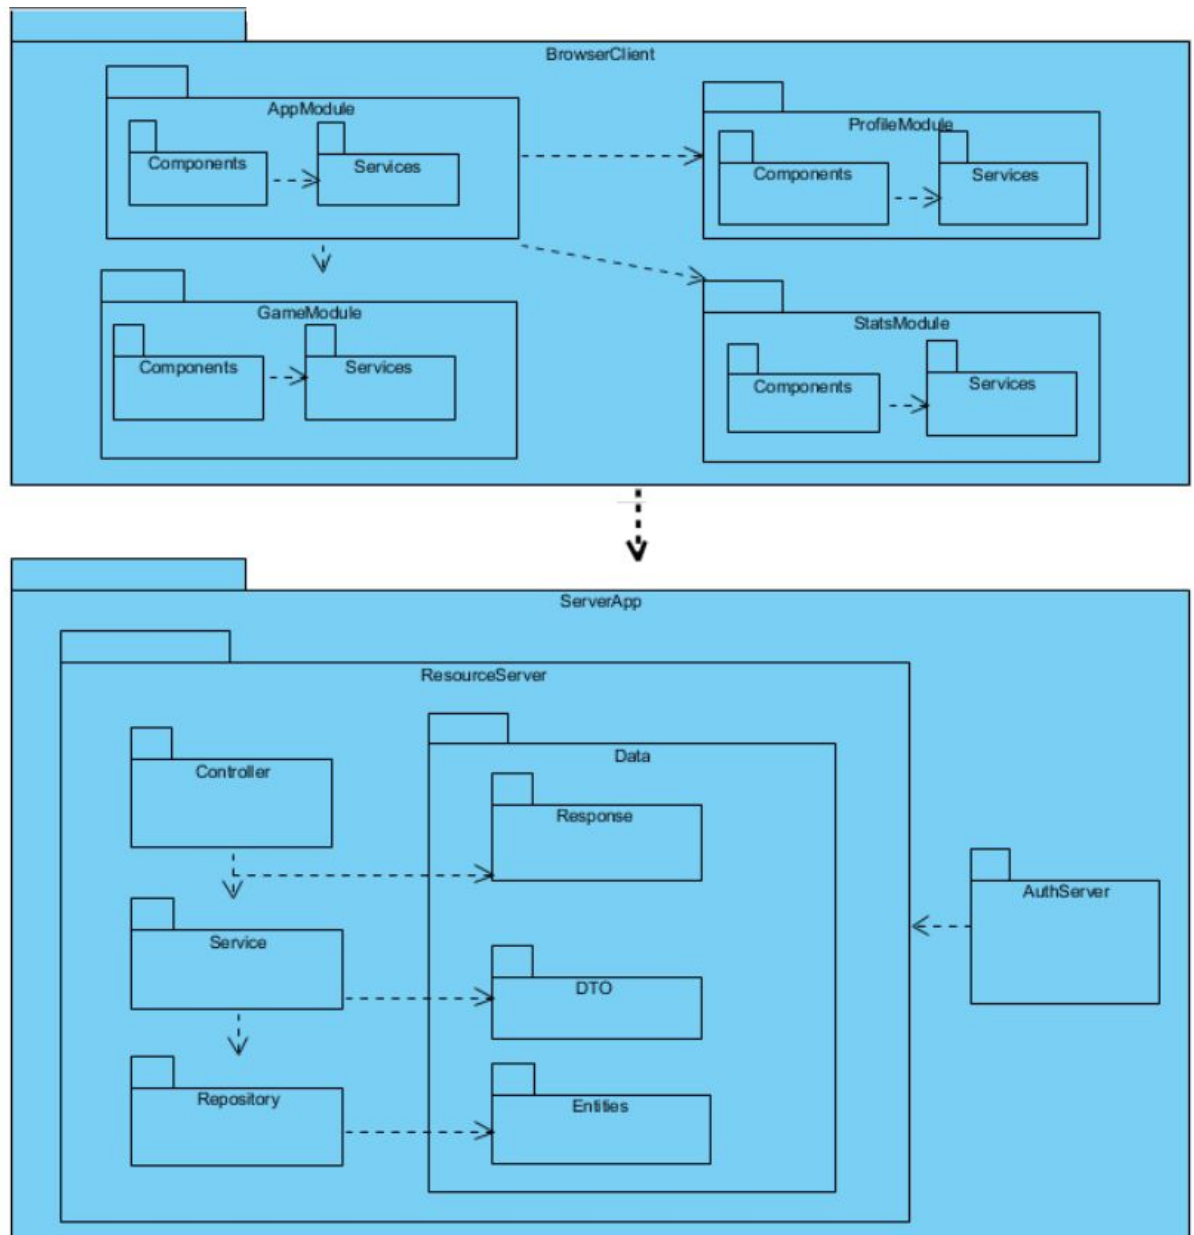 BrowserClient
AppModule
Components
Services
ProfileModule
Components
Services
GameModule
Components
Services
StatsModule
Components
Services
ServerApp
ResourceServer
Controller
Data
Response
Service
DTO
Repository
Entities
AuthServer